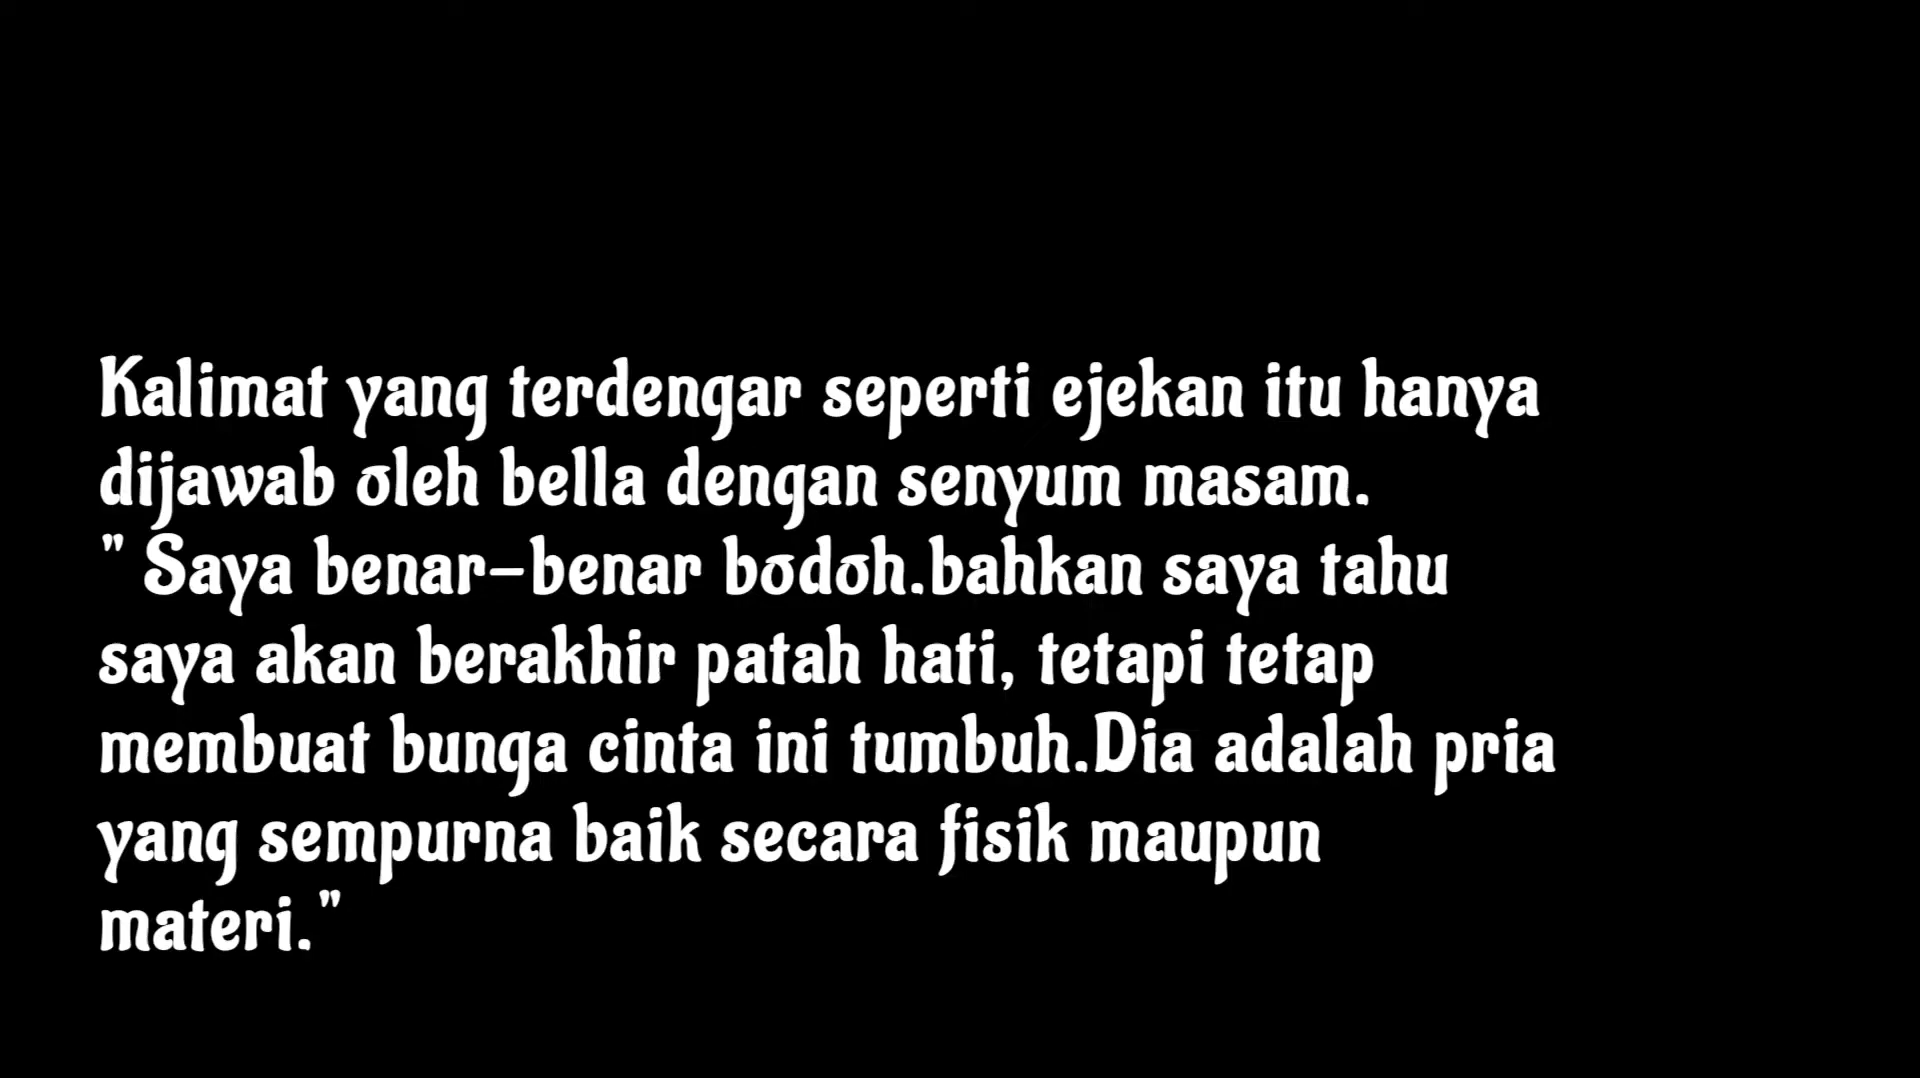 Kalimat yang terdengar seperti ejekan itu hanya
dijawab oleh bella dengan senyum masam.
" Saya benar-benar bodoh.bahkan saya tahu
saya akan berakhir patah hati, tetapi tetap
membuat bunga cinta ini tumbuh.Dia adalah pria
yang sempurna baik secara fisik maupun
materi."